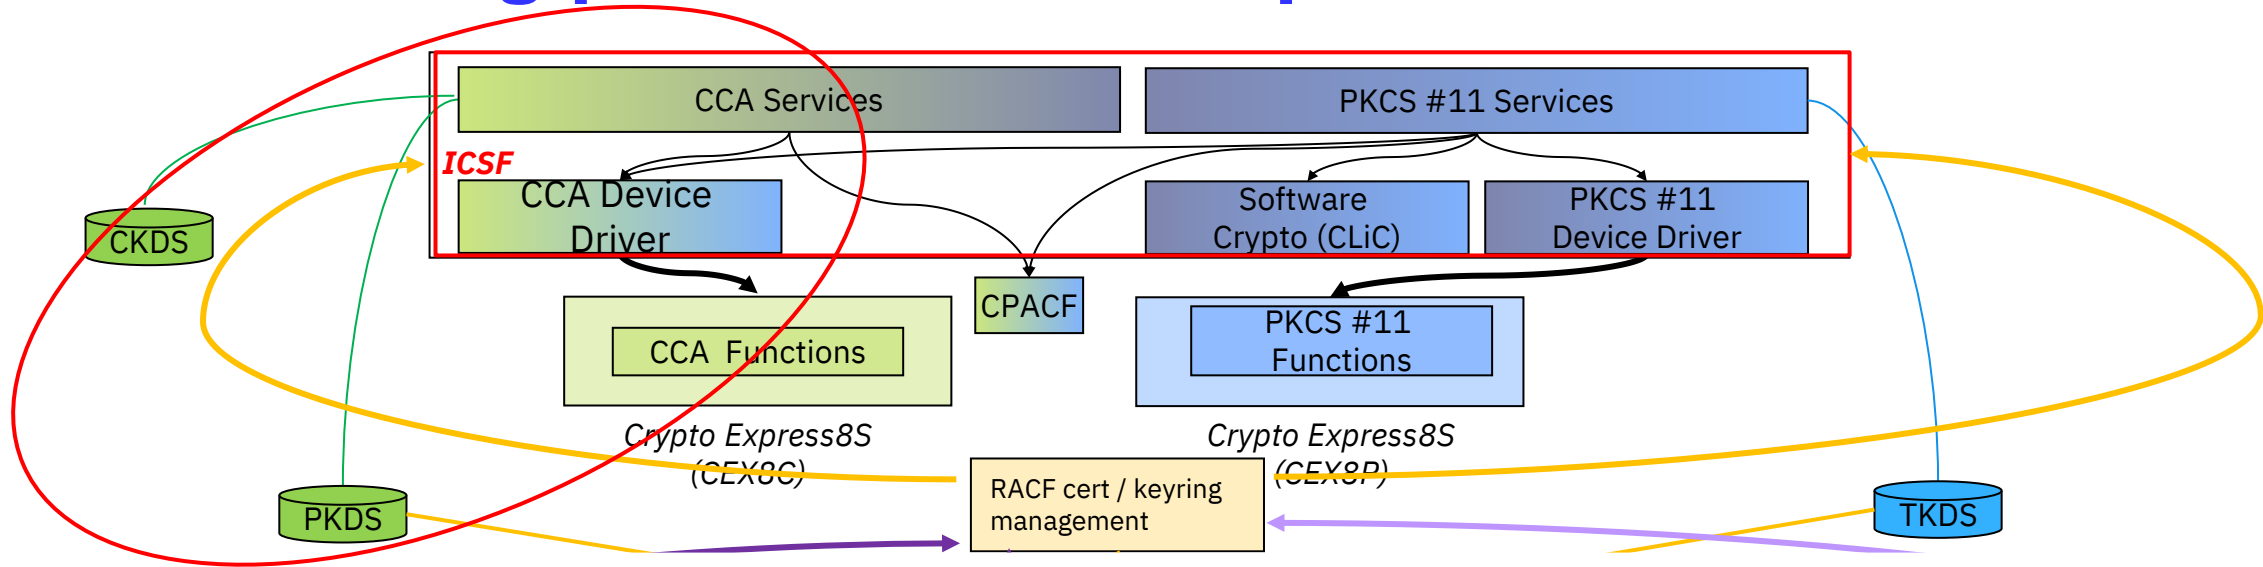 CCA Services
PKCS #11 Services
ICSF
CCA Device
Driver
Software
Crypto (CLiC)
PKCS #11
Device Driver
CKDS
CPACF
CCA Functions
PKCS #11
Functions
Crypto Express8S
(CEX8C)
Crypto Express8S
(CEX8P)
RACF cert / keyring
management
PKDS
TKDS